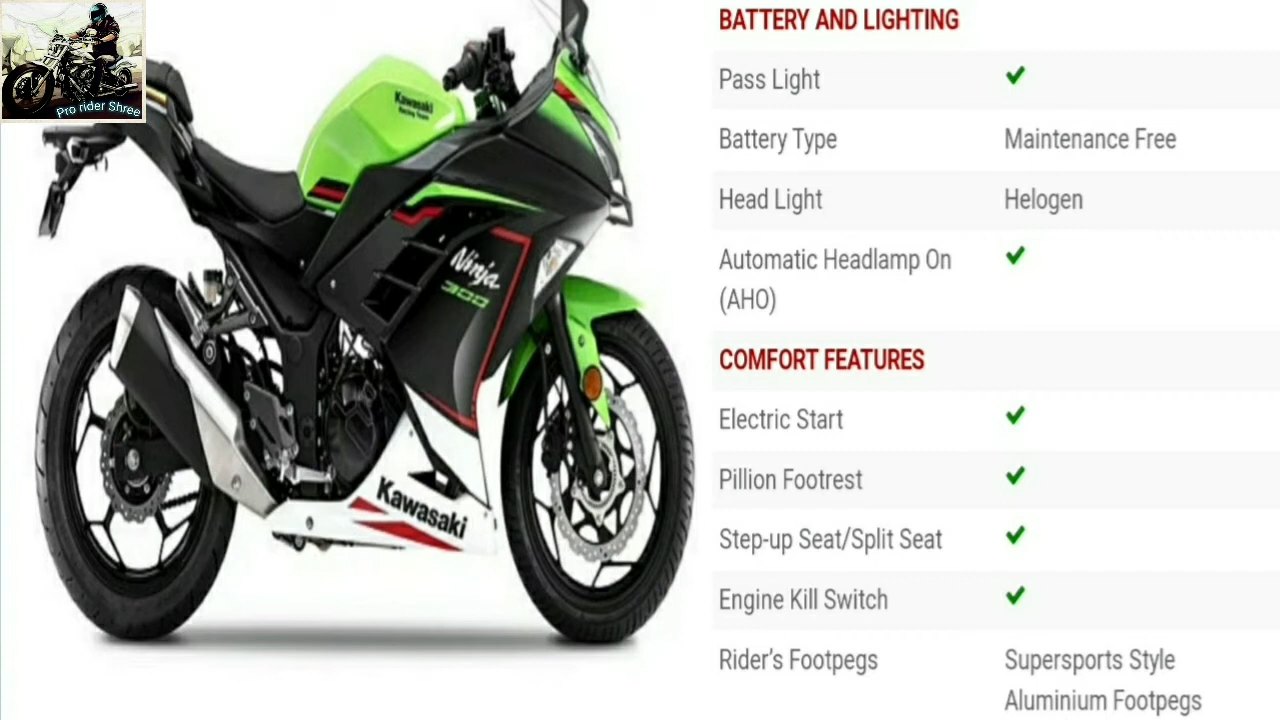 Pro rider Shree
Kawasaki
Racing Team
Ninja
300
Kawasaki
BATTERY AND LIGHTING
Pass Light ✔
Battery Type Maintenance Free
Head Light Helogen
Automatic Headlamp On ✔
(AHO)
COMFORT FEATURES
Electric Start ✔
Pillion Footrest ✔
Step-up Seat/Split Seat ✔
Engine Kill Switch ✔
Rider's Footpegs Supersports Style
Aluminium Footpegs